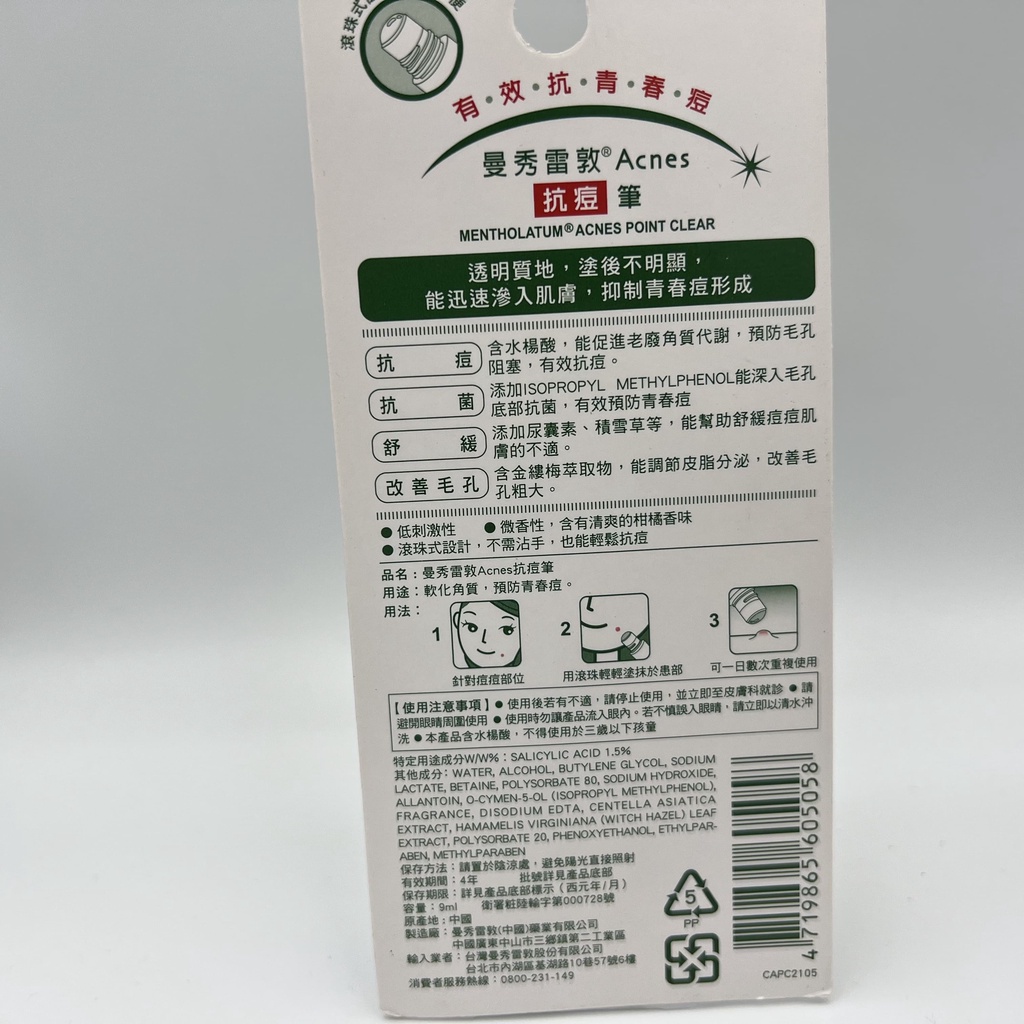 滾珠式
便
有・效・抗・青・春・痘
曼秀雷敦®Acnes
抗痘 筆
MENTHOLATUM®ACNES POINT CLEAR
透明質地，塗後不明顯，
能迅速滲入肌膚，抑制青春痘形成
抗 痘 含水楊酸，能促進老廢角質代謝，預防毛孔
阻塞，有效抗痘。
抗 菌 添加ISOPROPYL METHYLPHENOL能深入毛孔
底部抗菌，有效預防青春痘
舒 緩 添加尿囊素、積雪草等，能幫助舒緩痘痘肌
膚的不適。
改善毛孔 含金縷梅萃取物，能調節皮脂分泌，改善毛
孔粗大。
●低刺激性 ●微香性，含有清爽的柑橘香味
●滾珠式設計，不需沾手，也能輕鬆抗痘
品名：曼秀雷敦Acnes抗痘筆
用途：軟化角質，預防青春痘。
用法：
1 2 3
針對痘痘部位 用滾珠輕輕塗抹於患部 可一日數次重複使用
【使用注意事項】●使用後若有不適，請停止使用，並立即至皮膚科就診 ●請
避開眼睛周圍使用 ●使用時勿讓產品流入眼內。若不慎誤入眼睛，請立即以清水沖
洗 ●本產品含水楊酸，不得使用於三歲以下孩童
特定用途成分W/W%：SALICYLIC ACID 1.5%
其他成分：WATER, ALCOHOL, BUTYLENE GLYCOL, SODIUM
LACTATE, BETAINE, POLYSORBATE 80, SODIUM HYDROXIDE,
ALLANTOIN, O-CYMEN-5-OL (ISOPROPYL METHYLPHENOL),
FRAGRANCE, DISODIUM EDTA, CENTELLA ASIATICA
EXTRACT, HAMAMELIS VIRGINIANA (WITCH HAZEL) LEAF
EXTRACT, POLYSORBATE 20, PHENOXYETHANOL, ETHYLPAR-
ABEN, METHYLPARABEN
保存方法：請置於陰涼處，避免陽光直接照射
有效期間：4年 批號詳見產品底部
保存期限：詳見產品底部標示（西元年/月）
容量：9ml 衛署粧陸輸字第000728號
原產地：中國
製造廠：曼秀雷敦(中國)藥業有限公司
中國廣東中山市三鄉鎮第二工業區
輸入業者：台灣曼秀雷敦股份有限公司
台北市內湖區基湖路10巷57號6樓
消費者服務熱線：0800-231-149
5
PP
4 719865 605058
CAPC2105